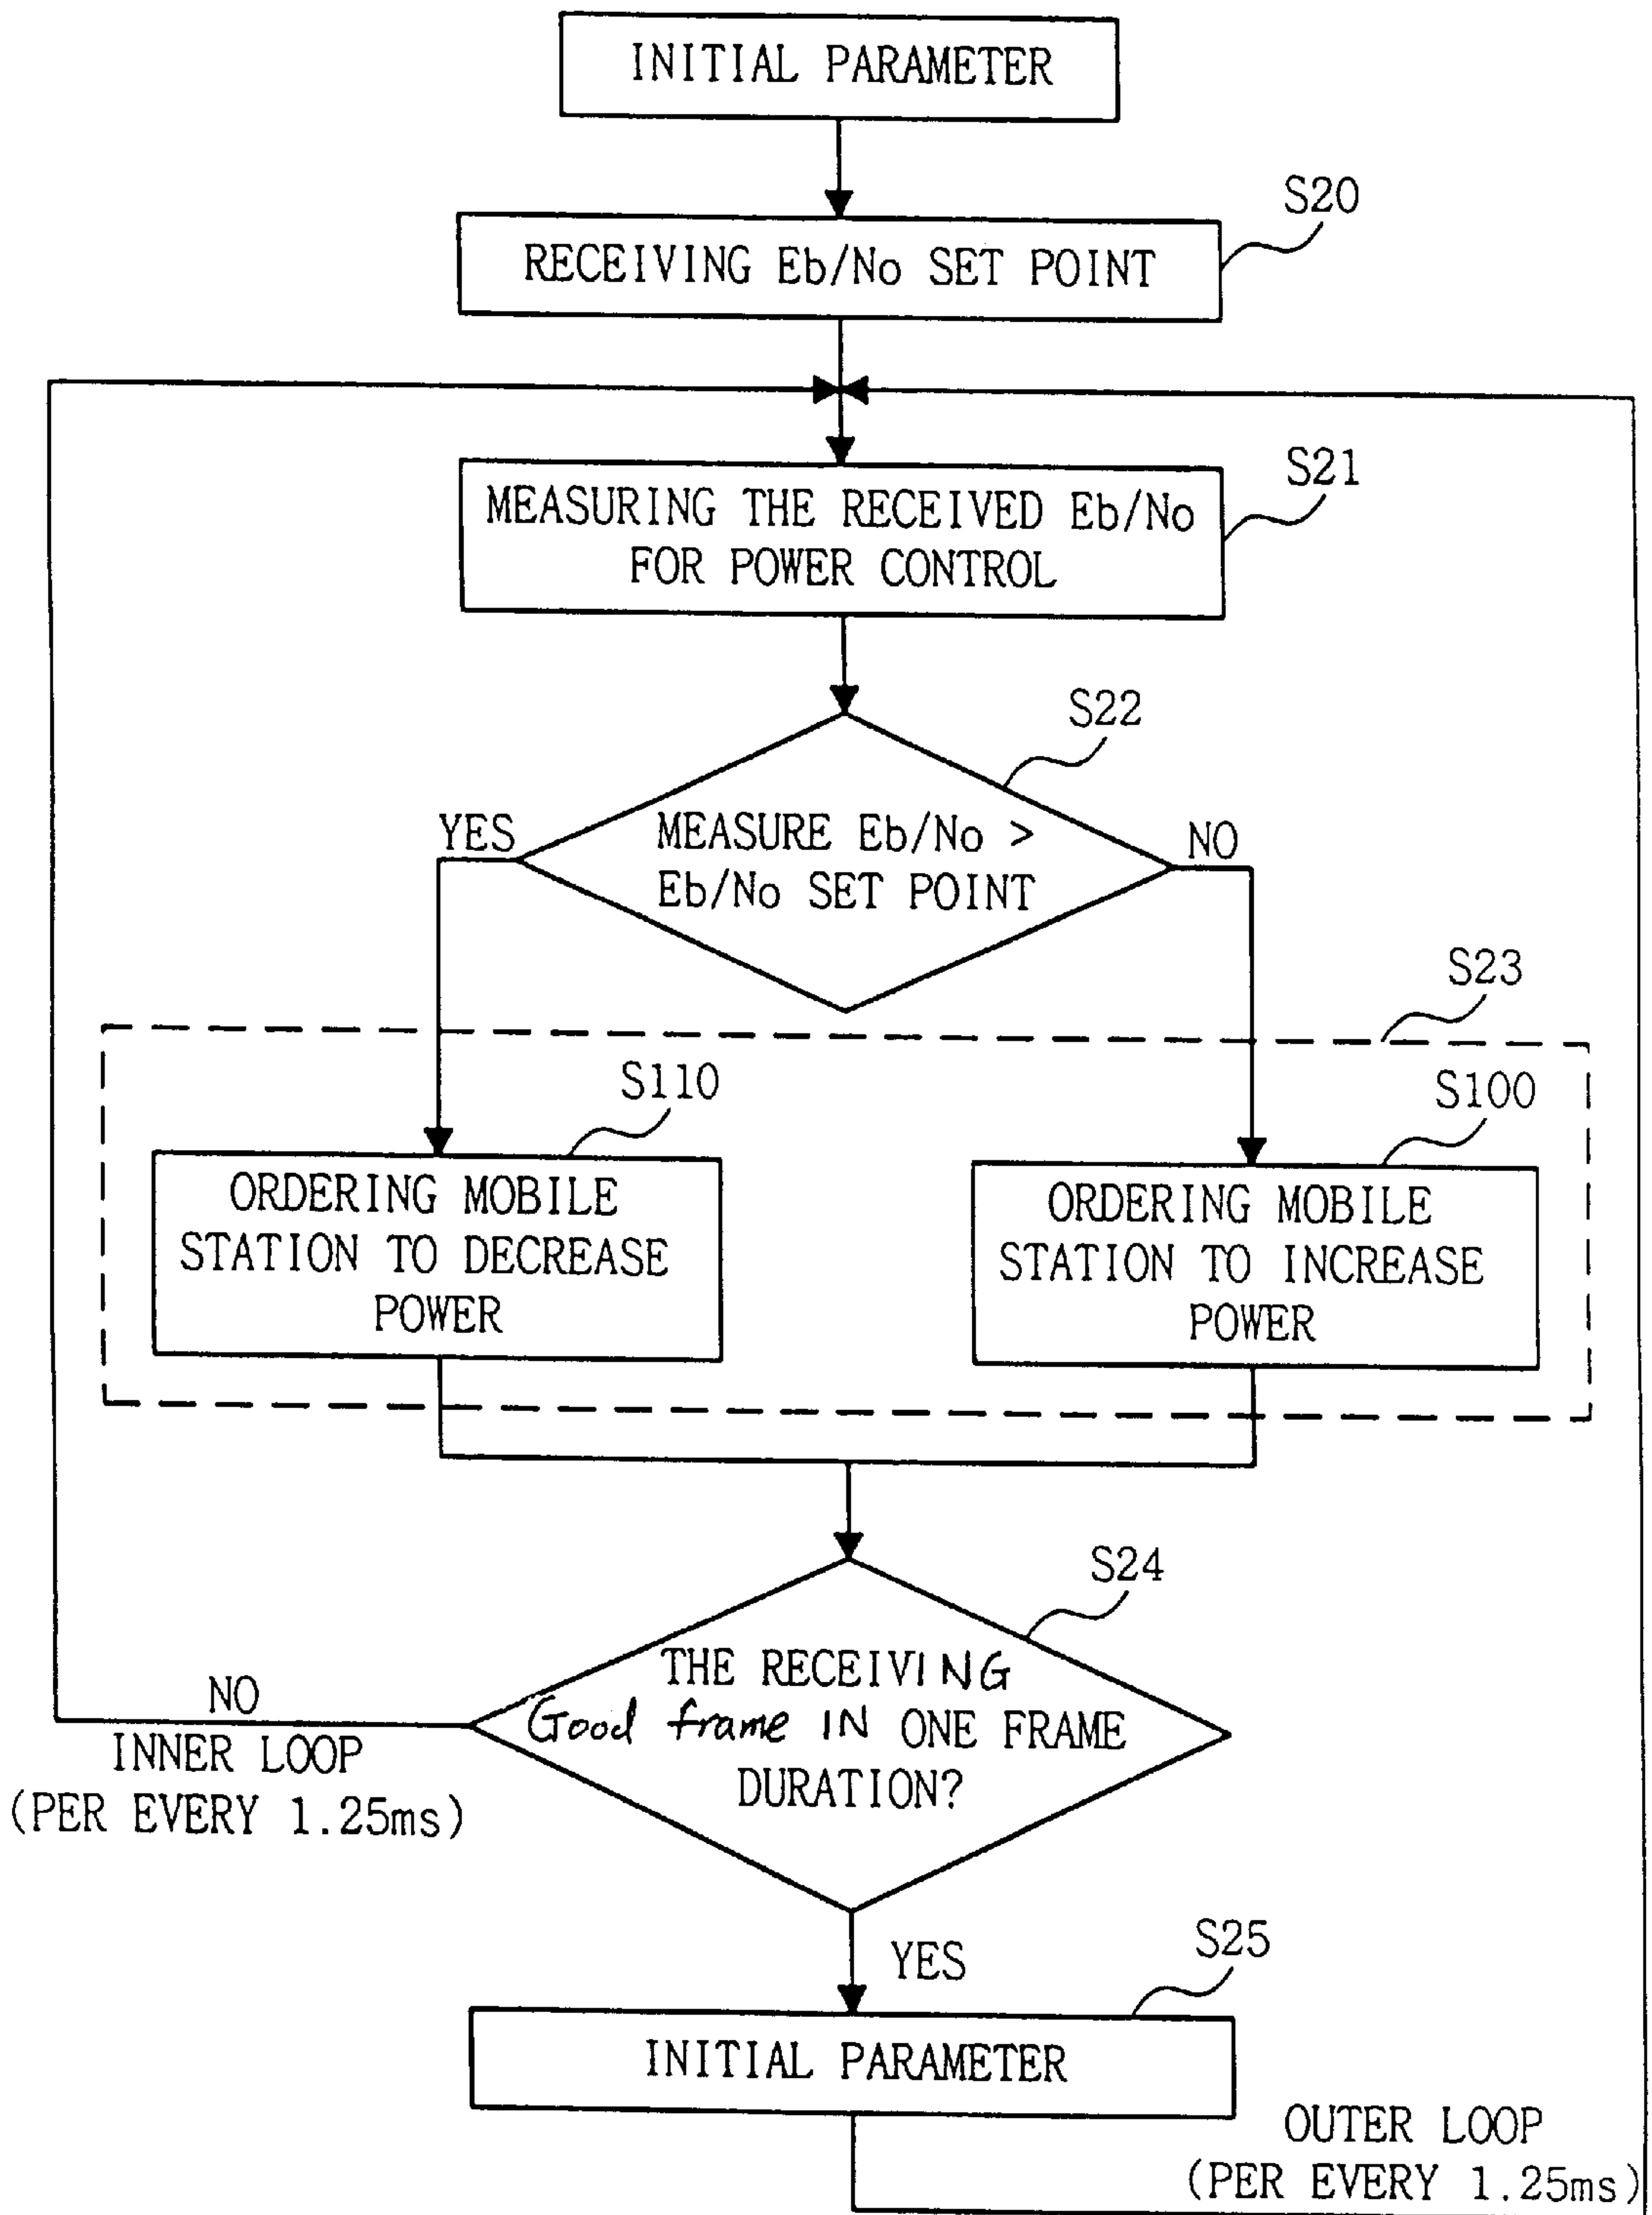 INITIAL PARAMETER
S20
RECEIVING Eb/No SET POINT
S21
MEASURING THE RECEIVED Eb/No
FOR POWER CONTROL
S22
YES
MEASURE Eb/No >
Eb/No SET POINT
NO
S23
S110
S100
ORDERING MOBILE
STATION TO DECREASE
POWER
ORDERING MOBILE
STATION TO INCREASE
POWER
S24
THE RECEIVING
Good frame IN ONE FRAME
DURATION?
NO
INNER LOOP
(PER EVERY 1.25ms)
YES
S25
INITIAL PARAMETER
OUTER LOOP
(PER EVERY 1.25ms)